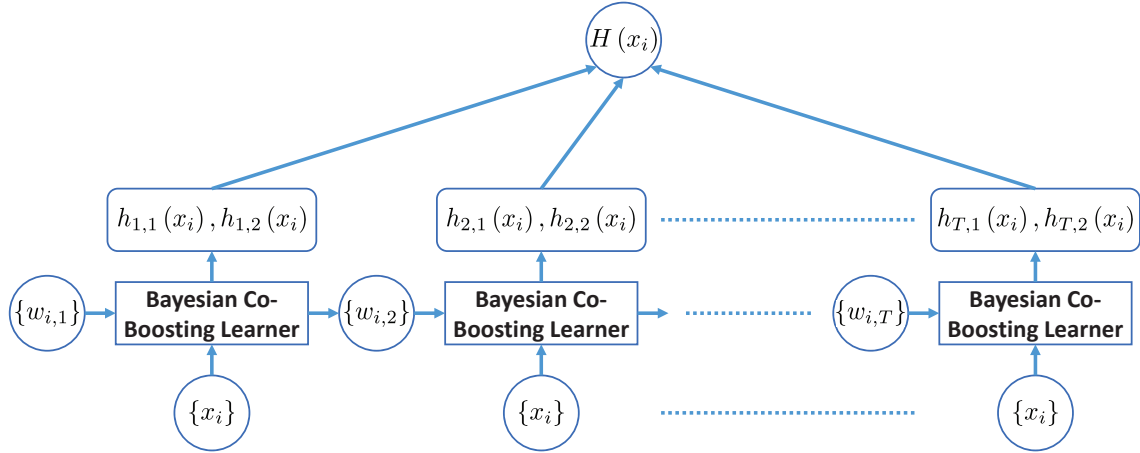 H (x_i)
h_{1,1} (x_i) , h_{1,2} (x_i)
h_{2,1} (x_i) , h_{2,2} (x_i)
h_{T,1} (x_i) , h_{T,2} (x_i)
{w_{i,1}}
Bayesian Co-
Boosting Learner
{w_{i,2}}
Bayesian Co-
Boosting Learner
{w_{i,T}}
Bayesian Co-
Boosting Learner
{x_i}
{x_i}
{x_i}